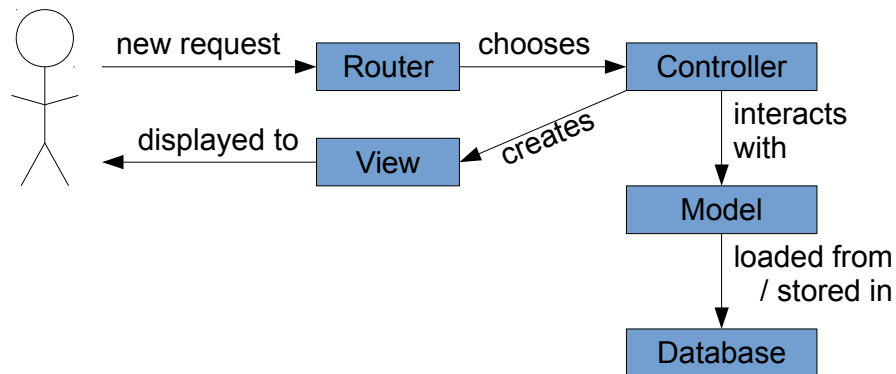 new request
Router
chooses
Controller
displayed to
View
creates
interacts
with
Model
loaded from
/ stored in
Database